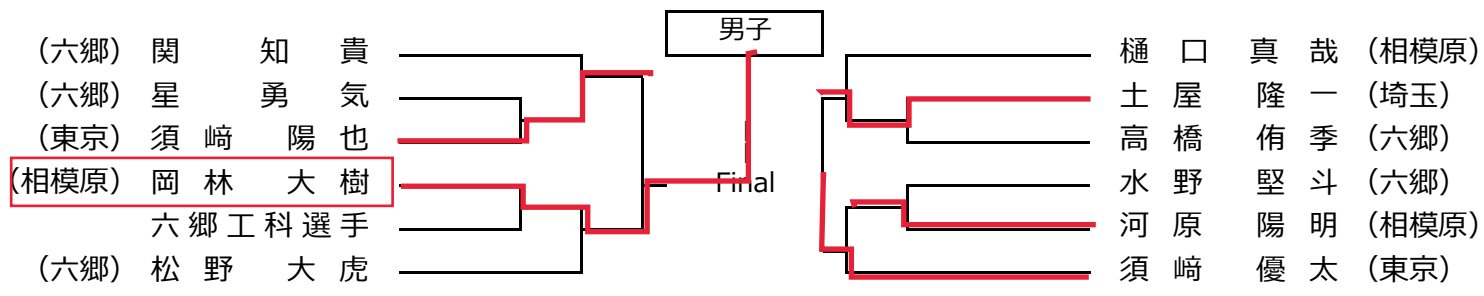 男子
(六郷) 関 知 貴
(六郷) 星 勇 気
(東京) 須 﨑 陽 也
(相模原) 岡 林 大 樹
六 郷 工 科 選 手
(六郷) 松 野 大 虎
Final
樋 口 真 哉 (相模原)
土 屋 隆 一 (埼玉)
高 橋 侑 季 (六郷)
水 野 堅 斗 (六郷)
河 原 陽 明 (相模原)
須 﨑 優 太 (東京)